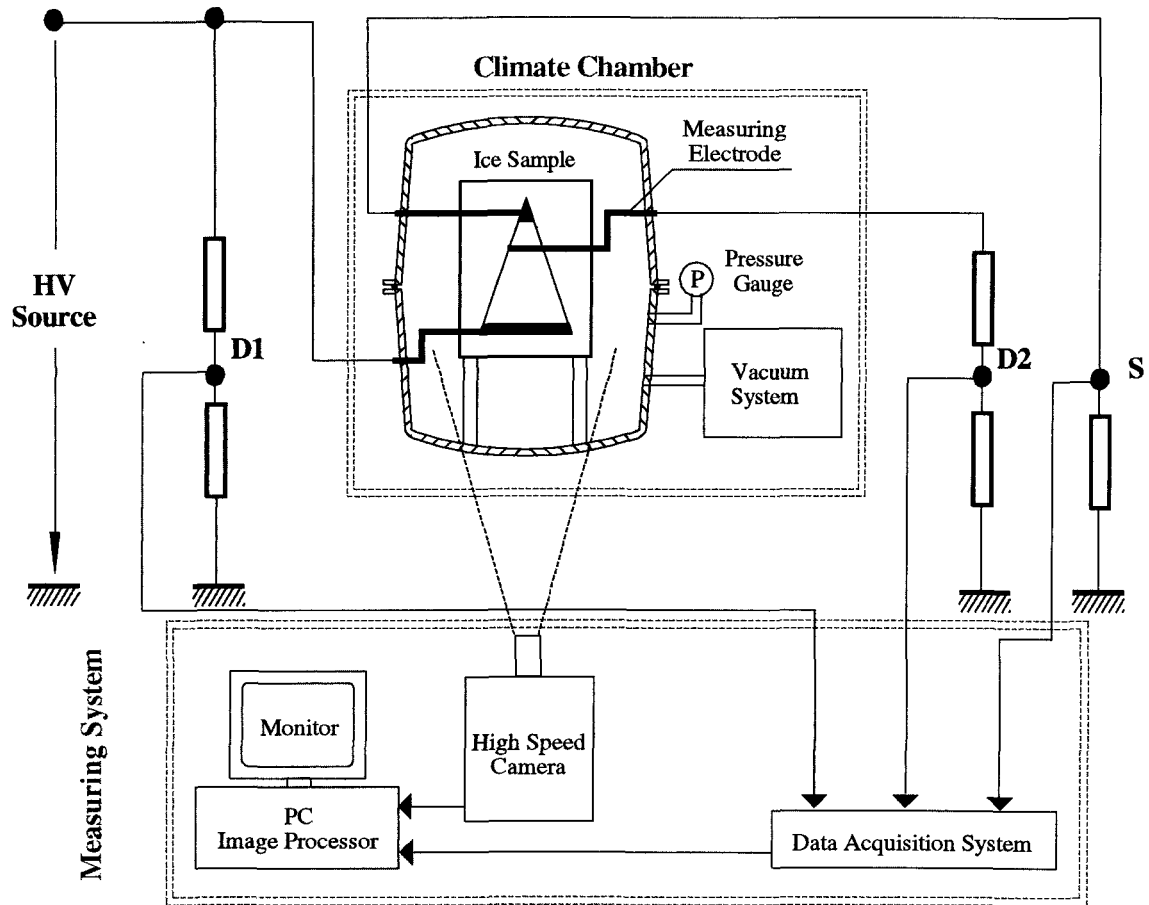 Climate Chamber
Measuring
Electrode
Ice Sample
Pressure
Gauge
P
HV
Source
D1
Vacuum
System
D2
S
Measuring System
Monitor
High Speed
Camera
PC
Image Processor
Data Acquisition System